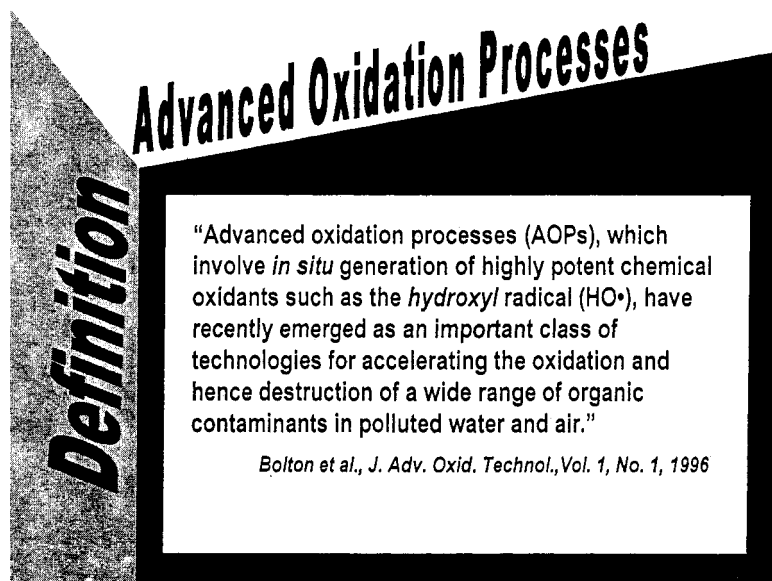 Advanced Oxidation Processes
Definition
“Advanced oxidation processes (AOPs), which
involve in situ generation of highly potent chemical
oxidants such as the hydroxyl radical (HO•), have
recently emerged as an important class of
technologies for accelerating the oxidation and
hence destruction of a wide range of organic
contaminants in polluted water and air.”
Bolton et al., J. Adv. Oxid. Technol.,Vol. 1, No. 1, 1996